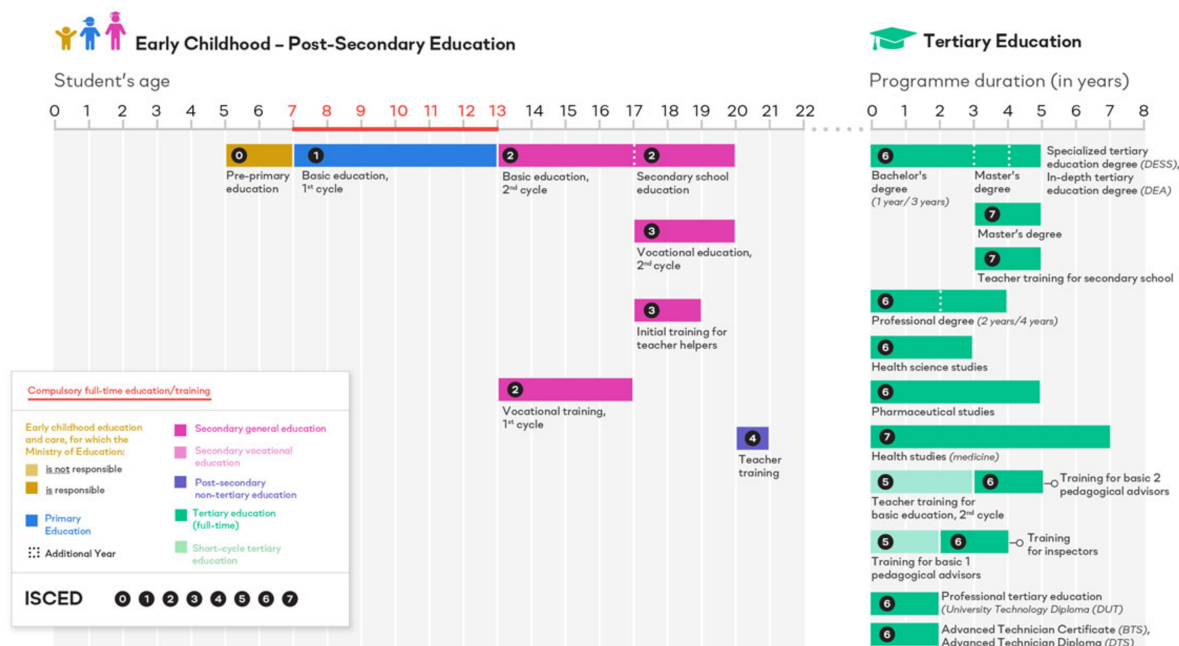 Early Childhood – Post-Secondary Education
Student's age
0 1 2 3 4 5 6 7 8 9 10 11 12 13 14 15 16 17 18 19 20 21 22
0
Pre-primary
education
1
Basic education,
1st cycle
2
Basic education,
2nd cycle
2
Secondary school
education
3
Vocational education,
2nd cycle
3
Initial training for
teacher helpers
2
Vocational training,
1st cycle
4
Teacher
training
Compulsory full-time education/training
Early childhood education
and care, for which the
Ministry of Education:
is not responsible
is responsible
Primary
Education
Additional Year
Secondary general education
Secondary vocational
education
Post-secondary
non-tertiary education
Tertiary education
(full-time)
Short-cycle tertiary
education
ISCED 0 1 2 3 4 5 6 7
Tertiary Education
Programme duration (in years)
0 1 2 3 4 5 6 7 8
6
Bachelor's
degree
(1 year/3 years)
Master's
degree
Specialized tertiary
education degree (DESS),
In-depth tertiary
education degree (DEA)
7
Master's degree
7
Teacher training for secondary school
6
Professional degree (2 years/4 years)
6
Health science studies
6
Pharmaceutical studies
7
Health studies (medicine)
5 6
Training for basic 2
pedagogical advisors
Teacher training for
basic education, 2nd cycle
5 6
Training
for inspectors
Training for basic 1
pedagogical advisors
6
Professional tertiary education
(University Technology Diploma (DUT)
6
Advanced Technician Certificate (BTS),
Advanced Technician Diploma (DTS)